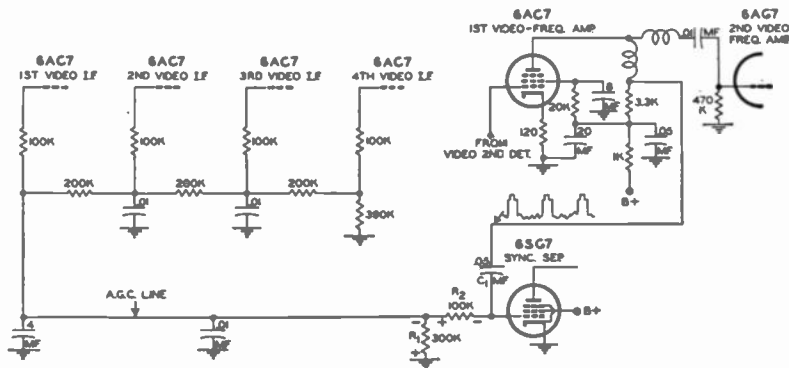 6AC7
1ST VIDEO I.F
6AC7
2ND VIDEO I.F
6AC7
3RD VIDEO I.F
6AC7
4TH VIDEO I.F
100K
100K
100K
100K
200K
280K
200K
.01
.01
390K
6AC7
1ST VIDEO-FREQ. AMP.
6AG7
2ND VIDEO
FREQ. AMP.
.01
MF
20K
8
MF
3.3K
470
K
120
20
MF
.05
MF
1K
B+
FROM
VIDEO 2ND DET.
6SG7
SYNC. SEP.
.05
C1
MF
B+
A.G.C. LINE
R2
100K
-
+
-
R1
300K
+
.4
MF
.01
MF